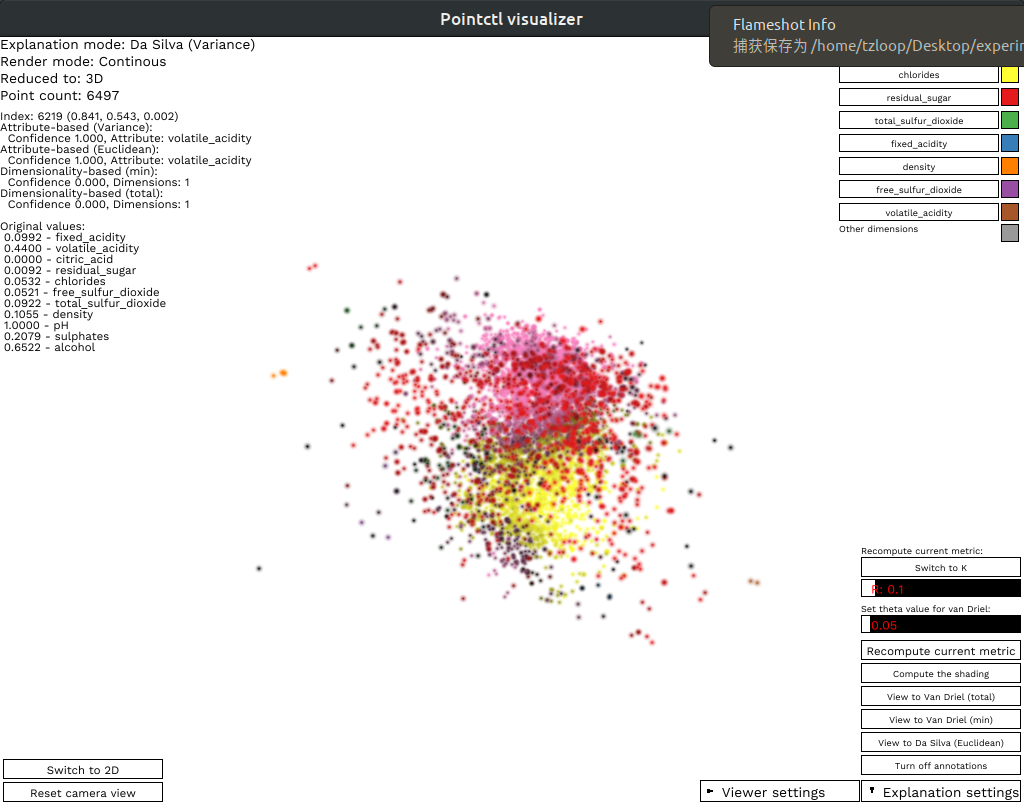 Pointctl visualizer
Flameshot Info
捕获保存为 /home/tzloop/Desktop/experin
Explanation mode: Da Silva (Variance)
Render mode: Continous
Reduced to: 3D
Point count: 6497
Index: 6219 (0.841, 0.543, 0.002)
Attribute-based (Variance):
Confidence 1.000, Attribute: volatile_acidity
Attribute-based (Euclidean):
Confidence 1.000, Attribute: volatile_acidity
Dimensionality-based (min):
Confidence 0.000, Dimensions: 1
Dimensionality-based (total):
Confidence 0.000, Dimensions: 1
Original values:
0.0992 - fixed_acidity
0.4400 - volatile_acidity
0.0000 - citric_acid
0.0092 - residual_sugar
0.0532 - chlorides
0.0521 - free_sulfur_dioxide
0.0922 - total_sulfur_dioxide
0.1055 - density
1.0000 - pH
0.2079 - sulphates
0.6522 - alcohol
chlorides
residual_sugar
total_sulfur_dioxide
fixed_acidity
density
free_sulfur_dioxide
volatile_acidity
Other dimensions
Recompute current metric:
Switch to K
R: 0.1
Set theta value for van Driel:
0.05
Recompute current metric
Compute the shading
View to Van Driel (total)
View to Van Driel (min)
View to Da Silva (Euclidean)
Turn off annotations
Switch to 2D
Reset camera view
Viewer settings
Explanation settings